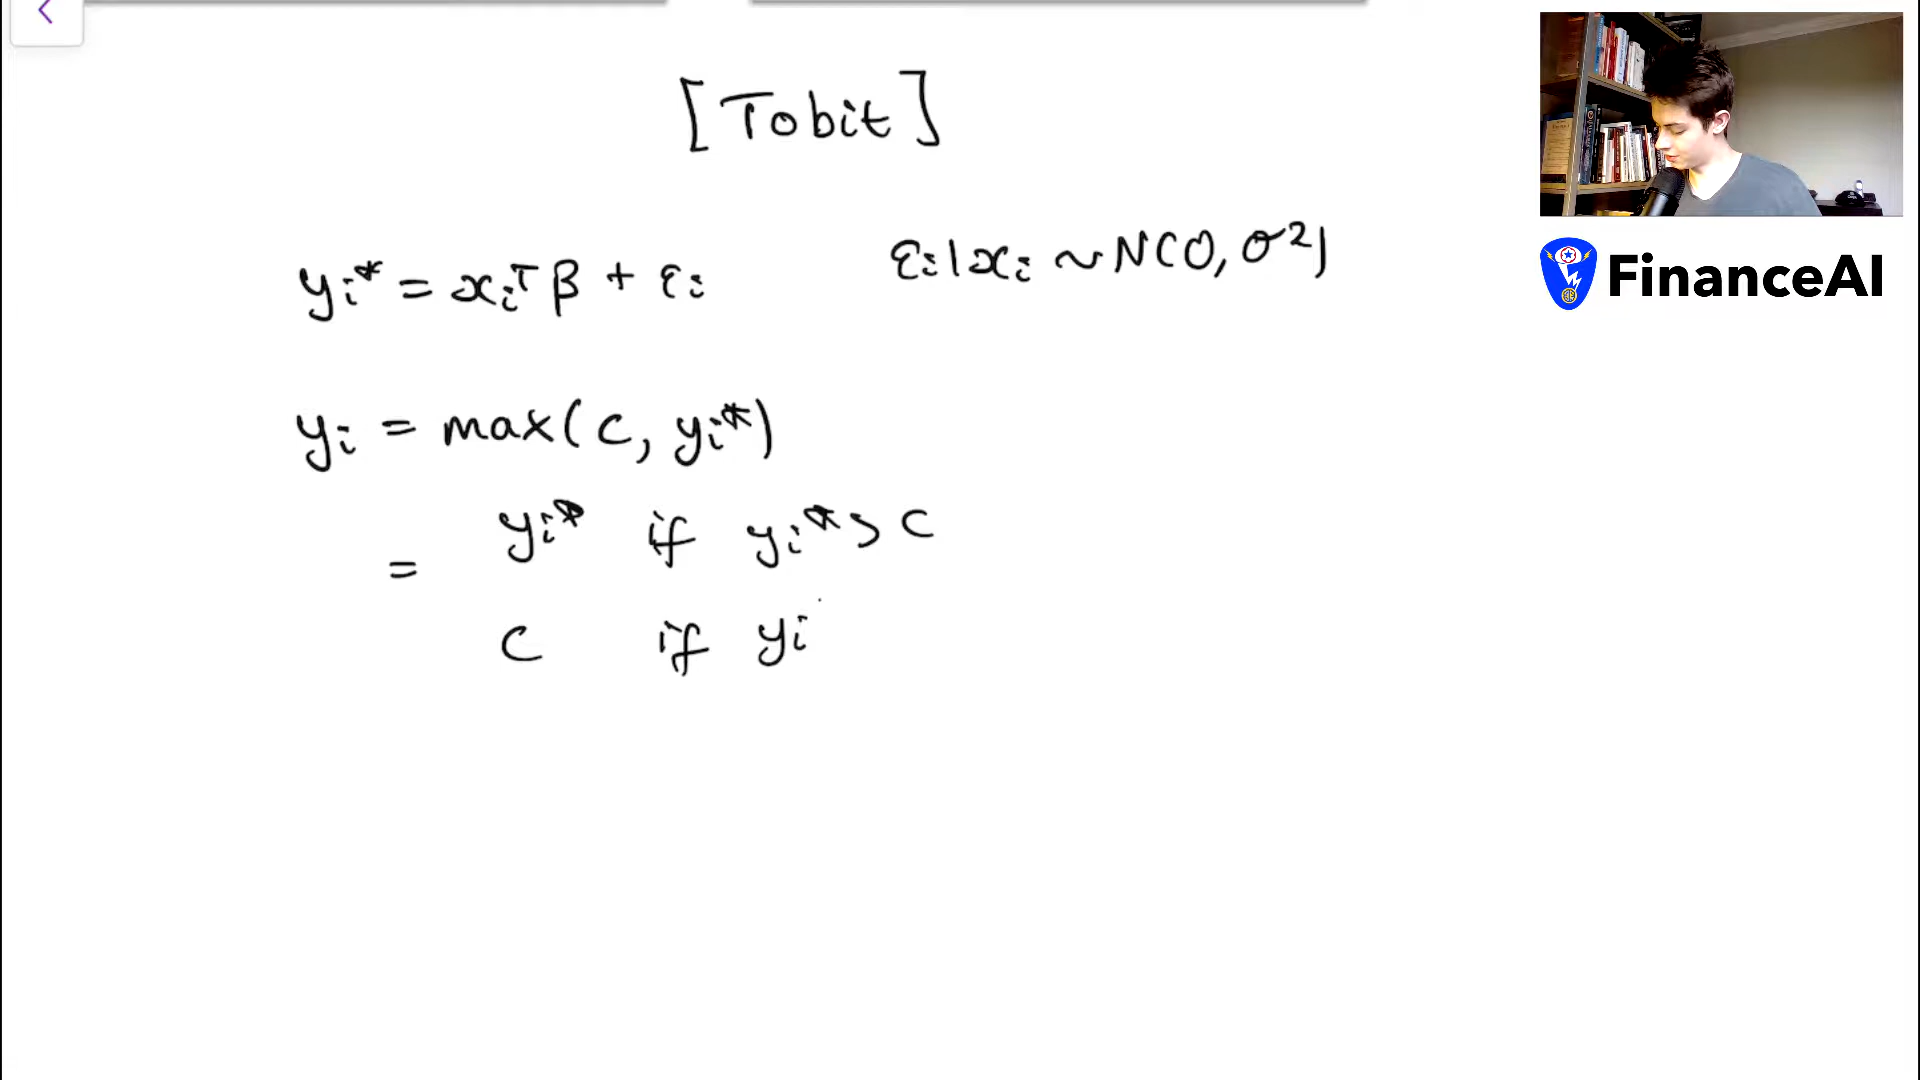 [Tobit]
yi* = xiᵀβ + εi
εi|xi ~ N(0, σ²)
FinanceAI
yi = max(c, yi*)
= yi* if yi* > c
c if yi